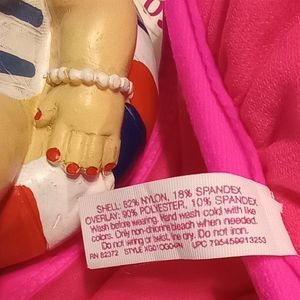 SHELL: 82% NYLON, 18% SPANDEX
OVERLAY: 90% POLYESTER, 10% SPANDEX
Wash before wearing. Hand wash cold with like
colors. Only non-chlorine bleach when needed.
Do not wring or twist, line dry. Do not iron.
RN 82372 STYLE UPC